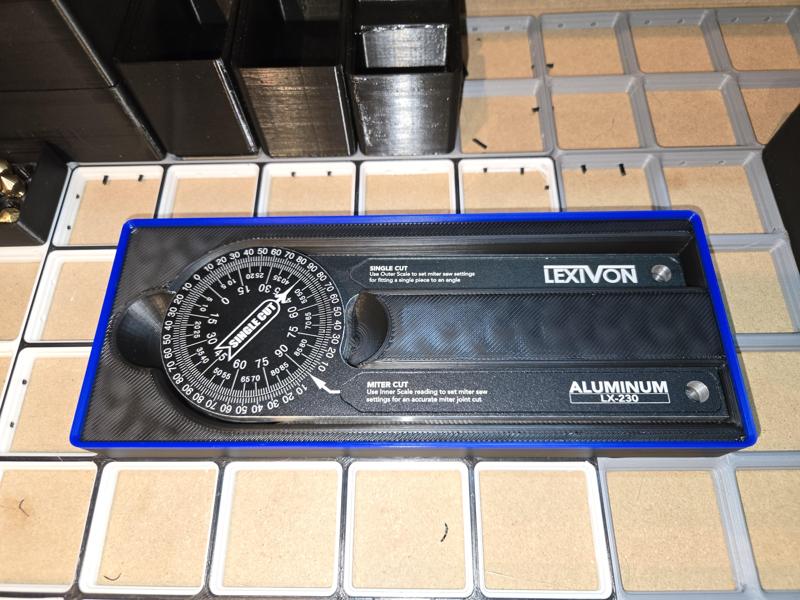 SINGLE CUT
Use Outer Scale to set miter saw settings
for fitting a single piece to an angle
LEXIVON
SINGLE CUT
MITER CUT
Use Inner Scale reading to set miter saw
settings for an accurate miter joint cut
ALUMINUM
LX-230